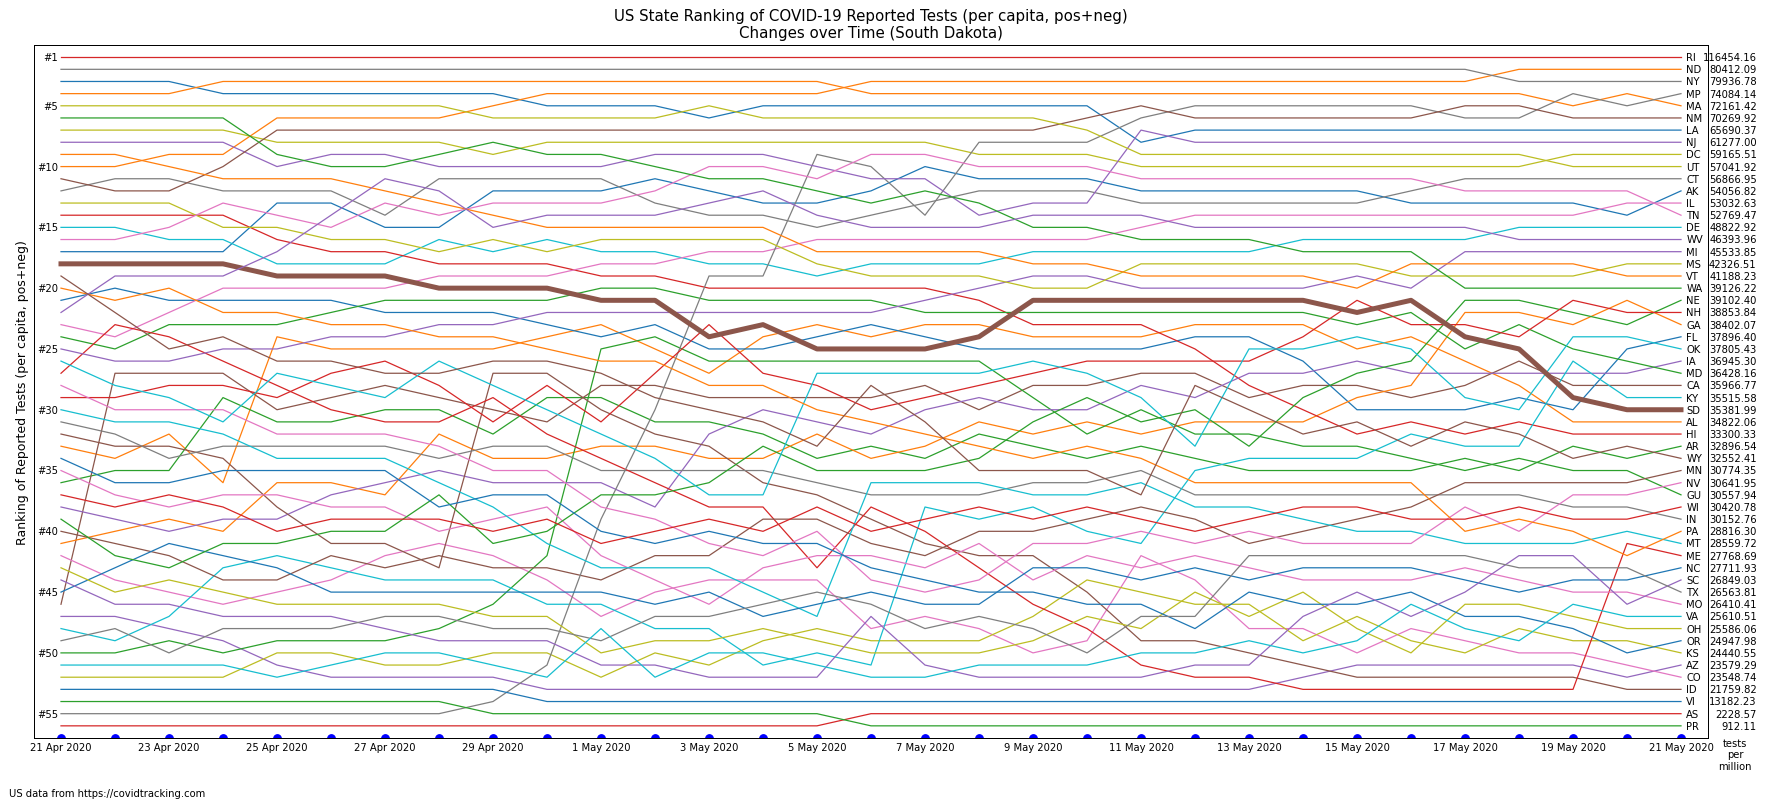 US State Ranking of COVID-19 Reported Tests (per capita, pos+neg)
Changes over Time (South Dakota)
Ranking of Reported Tests (per capita, pos+neg)
#1
#5
#10
#15
#20
#25
#30
#35
#40
#45
#50
#55
RI 116454.16
ND 80412.09
NY 79936.78
MP 74084.14
MA 72161.42
NM 70269.92
LA 65690.37
NJ 61277.00
DC 59165.51
UT 57041.92
CT 56866.95
AK 54056.82
IL 53032.63
TN 52769.47
DE 48822.92
WV 46393.96
MI 45533.85
MS 42326.51
VT 41188.23
WA 39126.22
NE 39102.40
NH 38853.84
GA 38402.07
FL 37896.40
OK 37805.43
IA 36945.30
MD 36428.16
CA 35966.77
KY 35515.58
SD 35381.99
AL 34822.06
HI 33300.33
AR 32896.54
WY 32552.41
MN 30774.35
NV 30641.95
GU 30557.94
WI 30420.78
IN 30152.76
PA 28816.30
MT 28559.72
ME 27768.69
NC 27711.93
SC 26849.03
TX 26563.81
MO 26410.41
VA 25610.51
OH 25586.06
OR 24947.98
KS 24440.55
AZ 23579.29
CO 23548.74
ID 21759.82
VI 13182.23
AS 2228.57
PR 912.11
21 Apr 2020 23 Apr 2020 25 Apr 2020 27 Apr 2020 29 Apr 2020 1 May 2020 3 May 2020 5 May 2020 7 May 2020 9 May 2020 11 May 2020 13 May 2020 15 May 2020 17 May 2020 19 May 2020 21 May 2020
tests
per
million
US data from https://covidtracking.com